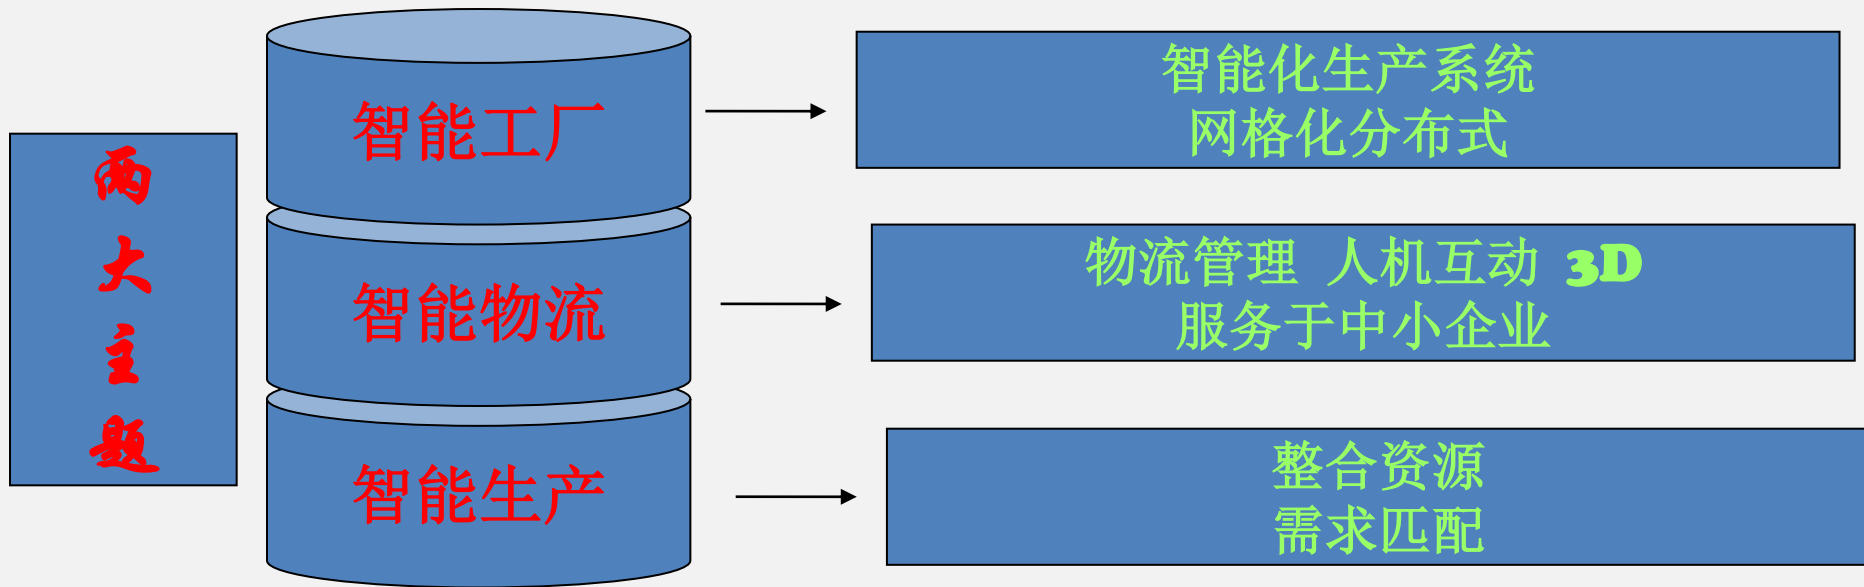 两大主题
智能工厂
智能化生产系统
网格化分布式
智能物流
物流管理 人机互动 3D
服务于中小企业
智能生产
整合资源
需求匹配